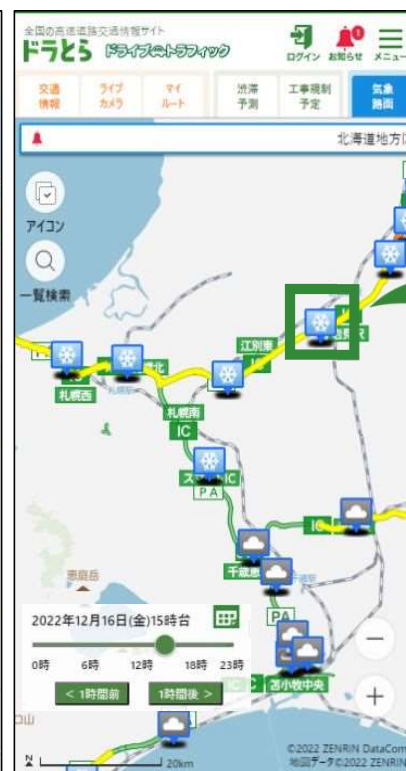 全国の高速道路交通情報サイト
ドラとら ドライブ&トラフィック
ログイン お知らせ メニュー
交通情報
ライブカメラ
マイルート
渋滞予測
工事規制予定
気象路面
北海道地方
アイコン
一覧検索
江別東
IC
札幌西
北
札幌南
IC
IC
PA
IC
千歳恵
恵庭岳
PA
2022年12月16日(金)15時台
0時 6時 12時 18時 23時
< 1時間前 1時間後 >
IC
苫小牧中央
20km
©2022 ZENRIN DataCom
地図データ©2022 ZENRIN